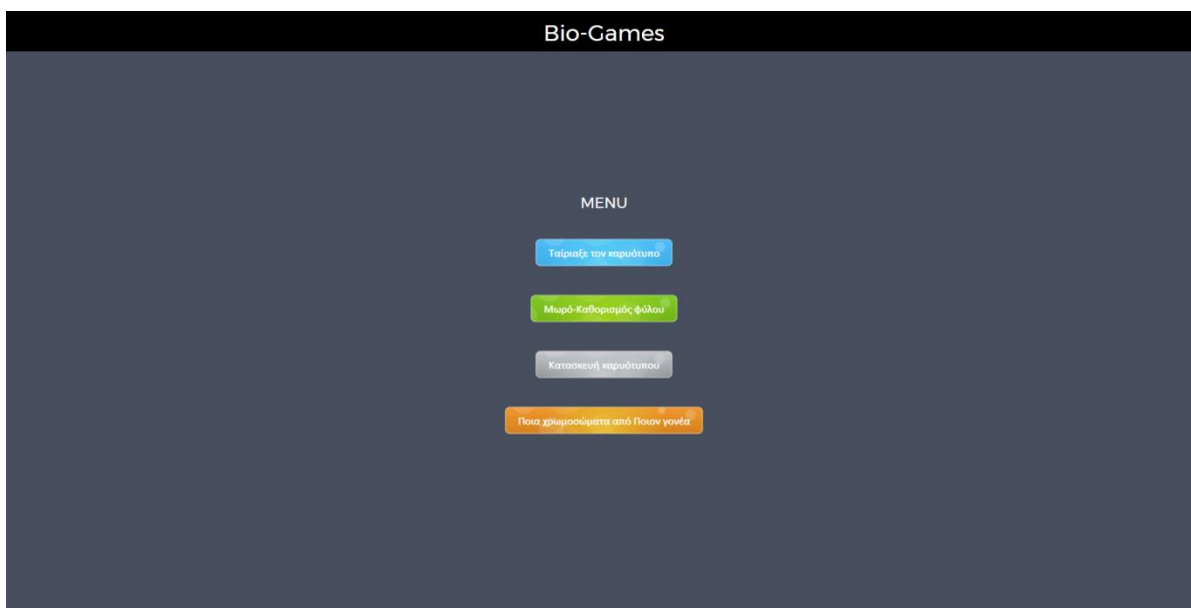 Bio-Games
MENU
Ταίριαξε τον καρυότυπο
Μωρό-Καθορισμός φύλου
Κατασκευή καρυότυπου
Ποια χρωμοσώματα από Ποιον γονέα